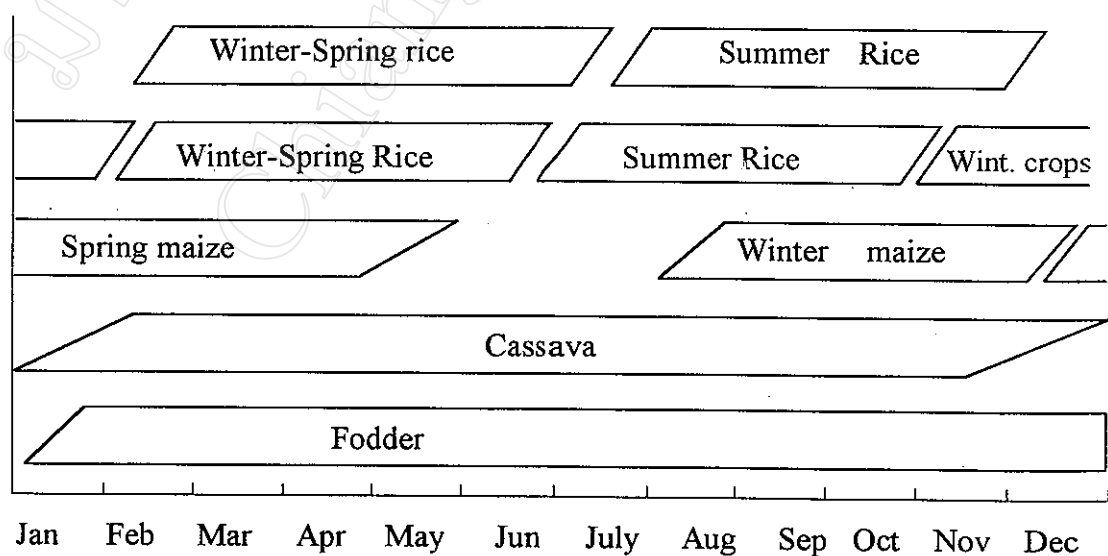 Winter-Spring rice Summer Rice
Winter-Spring Rice Summer Rice Wint. crops
Spring maize Winter maize
Cassava
Fodder
Jan Feb Mar Apr May Jun July Aug Sep Oct Nov Dec